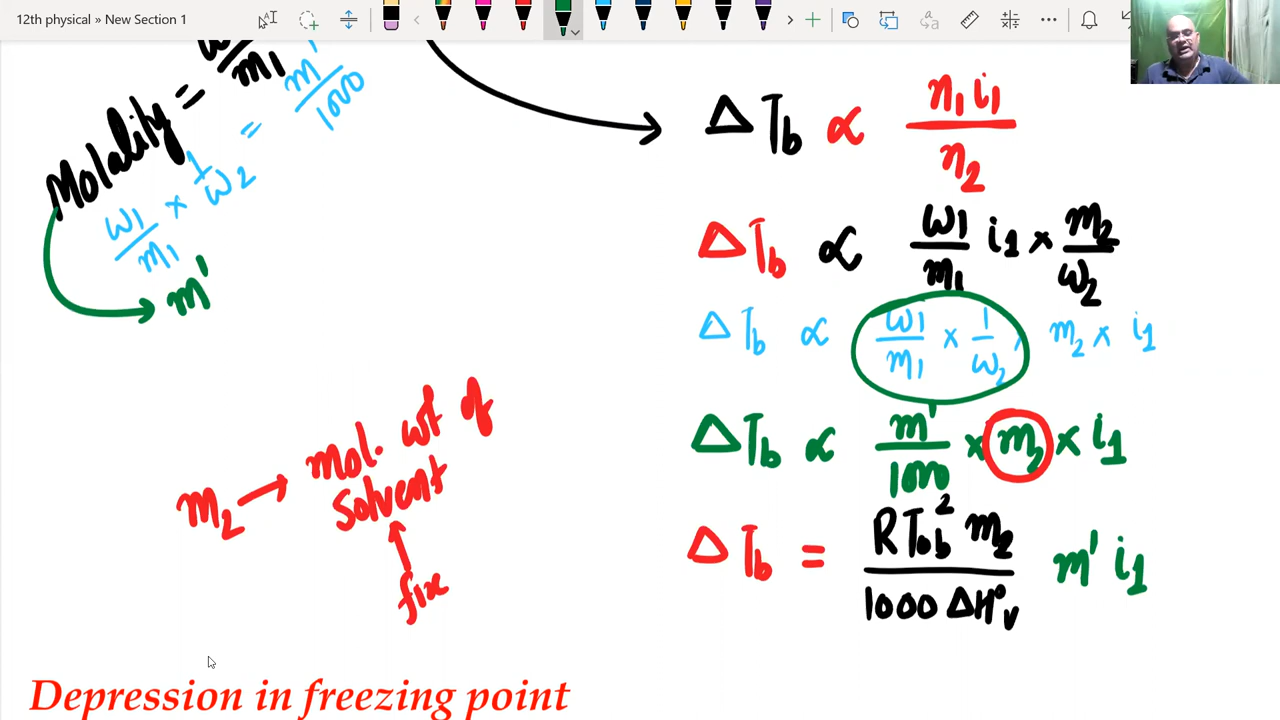 12th physical » New Section 1
Molality = w/m1
w1/m1 × 1/w2 = m'/1000
m'
ΔTb ∝ n1 i1 / n2
ΔTb ∝ w1/m1 i1 × m2/w2
ΔTb ∝ w1/m1 × 1/w2 × m2 × i1
ΔTb ∝ m'/1000 × m2 × i1
ΔTb = RTob² m2 / 1000 ΔH°v m' i1
m2 → mol. wt of
solvent
fix
Depression in freezing point